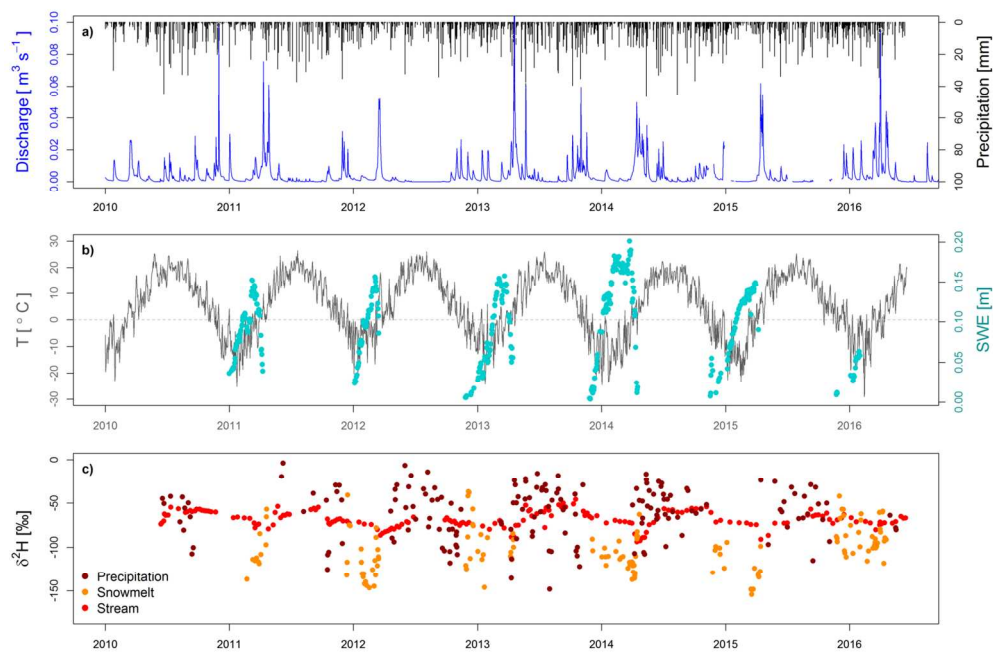 a)
Discharge [ m³ s⁻¹ ]
0.00 0.02 0.04 0.06 0.08 0.10
Precipitation [mm]
0 20 40 60 80 100
2010 2011 2012 2013 2014 2015 2016
b)
T [ ° C ]
-30 -20 -10 0 10 20 30
SWE [m]
0.00 0.05 0.10 0.15 0.20
2010 2011 2012 2013 2014 2015 2016
c)
δ²H [‰]
-150 -100 -50 0
Precipitation
Snowmelt
Stream
2010 2011 2012 2013 2014 2015 2016